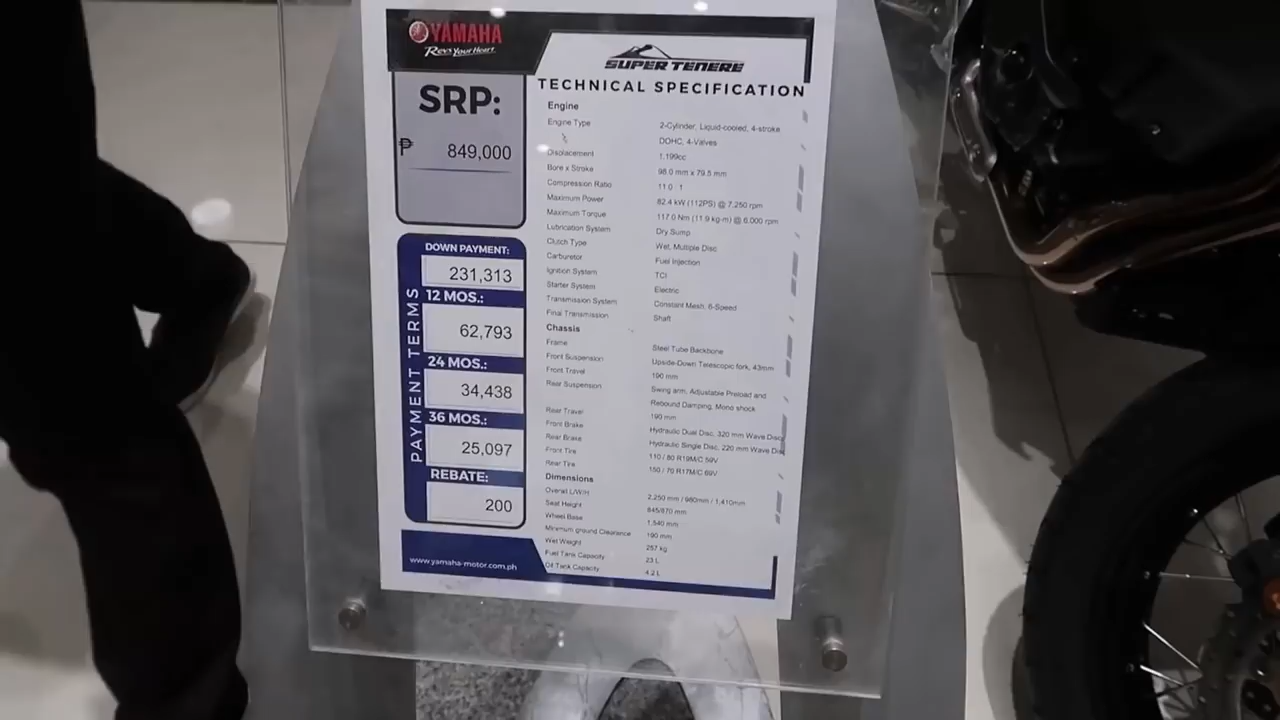 YAMAHA
Revs Your Heart
SUPER TENERE
TECHNICAL SPECIFICATION
SRP:
₱ 849,000
DOWN PAYMENT:
231,313
PAYMENT TERMS
12 MOS.:
62,793
24 MOS.:
34,438
36 MOS.:
25,097
REBATE:
200
www.yamaha-motor.com.ph
Engine
Engine Type 2-Cylinder, Liquid-cooled, 4-stroke
DOHC, 4-Valves
Displacement 1.199cc
Bore x Stroke 98.0 mm x 79.5 mm
Compression Ratio 11.0 : 1
Maximum Power 82.4 kW (112PS) @ 7.250 rpm
Maximum Torque 117.0 Nm (11.9 kg-m) @ 6.000 rpm
Lubrication System Dry Sump
Clutch Type Wet, Multiple Disc
Carburetor Fuel Injection
Ignition System TCI
Starter System Electric
Transmission System Constant Mesh, 6-Speed
Final Transmission Shaft
Chassis
Frame Steel Tube Backbone
Front Suspension Upside-Down Telescopic fork, 43mm
Front Travel 190 mm
Rear Suspension Swing arm, Adjustable Preload and
Rebound Damping, Mono shock
Rear Travel 190 mm
Front Brake Hydraulic Dual Disc, 320 mm Wave Disc
Rear Brake Hydraulic Single Disc, 220 mm Wave Disc
Front Tire 110 / 80 R19M/C 59V
Rear Tire 150 / 70 R17M/C 69V
Dimensions
Overall L/W/H 2,250 mm / 980mm / 1,410mm
Seat Height 845/870 mm
Wheel Base 1,540 mm
Minimum ground Clearance 190 mm
Wet Weight 257 kg
Fuel Tank Capacity 23 L
Oil Tank Capacity 4.2 L